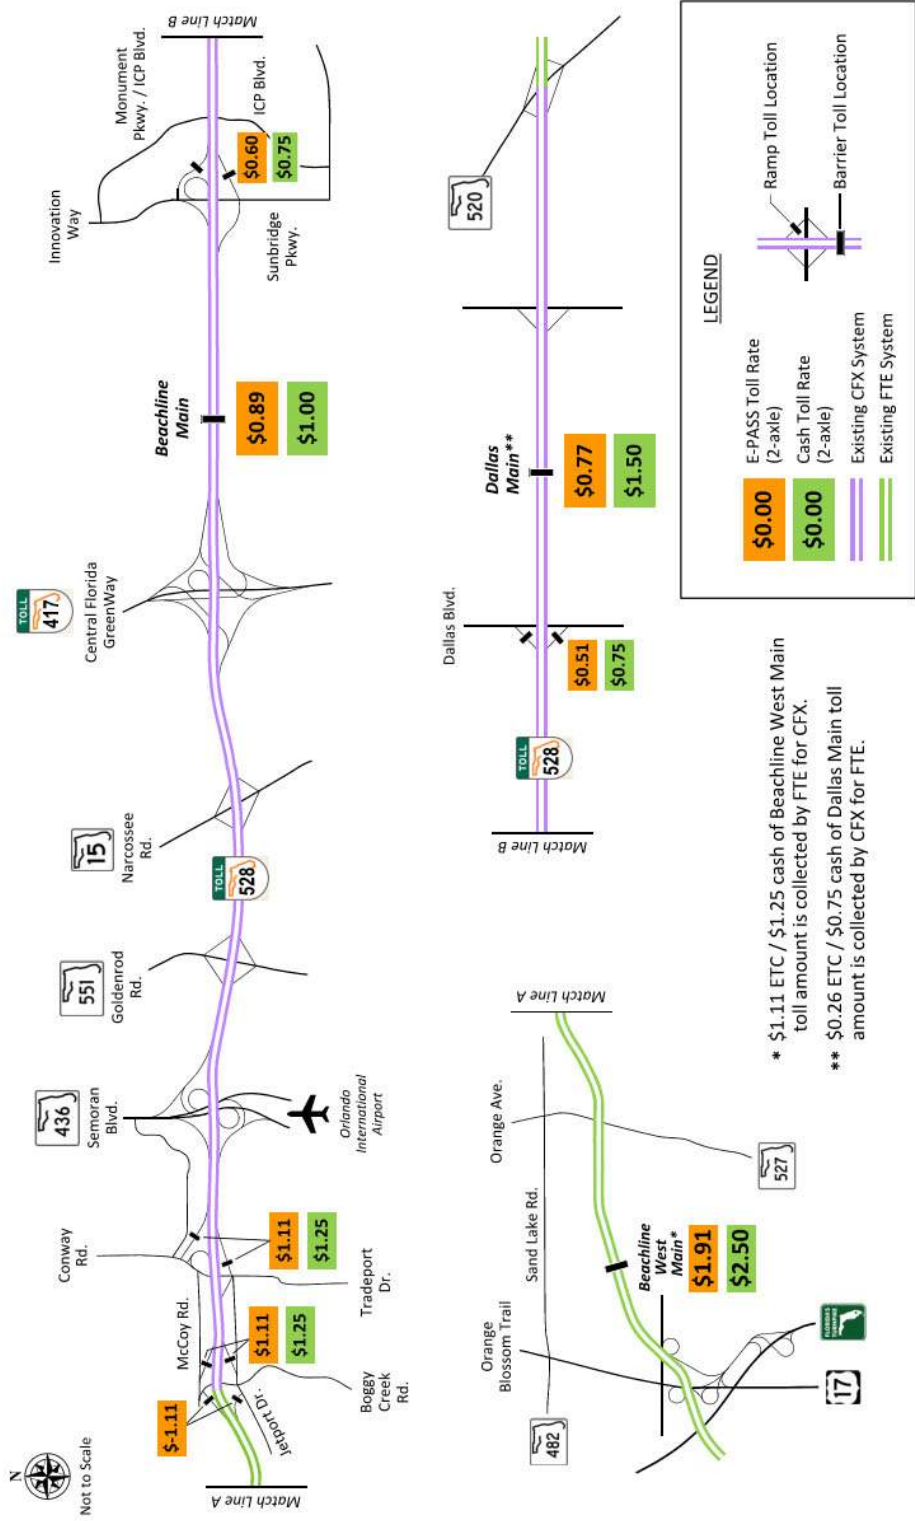 N
Not to Scale
Match Line A
$-1.11
Jetport Dr.
McCoy Rd.
Boggy
Creek
Rd.
$1.11
$1.25
Conway
Rd.
Tradeport
Dr.
$1.11
$1.25
436
Semoran
Blvd.
Orlando
International
Airport
551
Goldenrod
Rd.
TOLL
528
15
Narcossee
Rd.
TOLL
417
Central Florida
GreenWay
Beachline
Main
$0.89
$1.00
Innovation
Way
Sunbridge
Pkwy.
Monument
Pkwy. / ICP Blvd.
$0.60
$0.75
ICP Blvd.
Match Line B
482
Orange
Blossom Trail
Sand Lake Rd.
Orange Ave.
Match Line A
Beachline
West
Main*
$1.91
$2.50
527
17
FLORIDA'S
TURNPIKE
Match Line B
TOLL
528
Dallas Blvd.
$0.51
$0.75
Dallas
Main**
$0.77
$1.50
520
* $1.11 ETC / $1.25 cash of Beachline West Main
toll amount is collected by FTE for CFX.
** $0.26 ETC / $0.75 cash of Dallas Main toll
amount is collected by CFX for FTE.
LEGEND
$0.00
E-PASS Toll Rate
(2-axle)
$0.00
Cash Toll Rate
(2-axle)
Existing CFX System
Existing FTE System
Ramp Toll Location
Barrier Toll Location